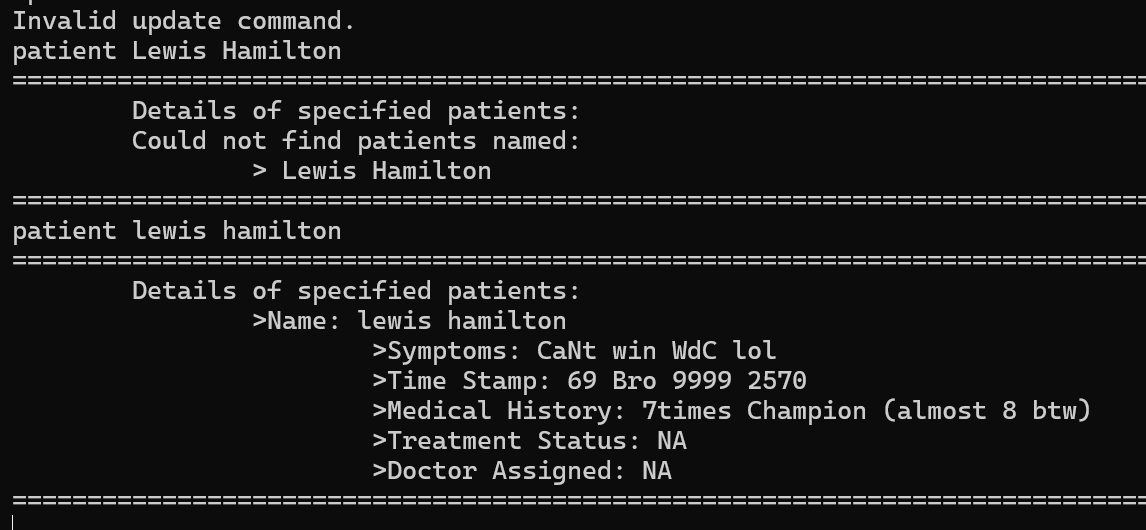 Invalid update command.
patient Lewis Hamilton
================================================================================
Details of specified patients:
Could not find patients named:
> Lewis Hamilton
================================================================================
patient lewis hamilton
================================================================================
Details of specified patients:
>Name: lewis hamilton
>Symptoms: CaNt win WdC lol
>Time Stamp: 69 Bro 9999 2570
>Medical History: 7times Champion (almost 8 btw)
>Treatment Status: NA
>Doctor Assigned: NA
================================================================================